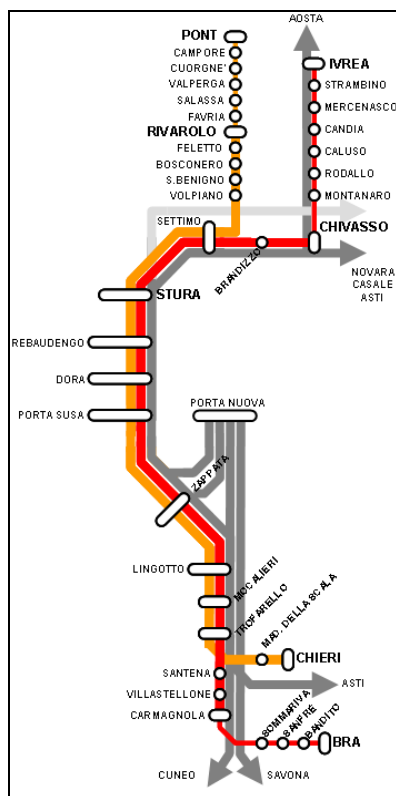 AOSTA
PONT
CAMPORE
CUORGNE'
VALPERGA
SALASSA
FAVRIA
RIVAROLO
FELETTO
BOSCONERO
S.BENIGNO
VOLPIANO
IVREA
STRAMBINO
MERCENASCO
CANDIA
CALUSO
RODALLO
MONTANARO
CHIVASSO
SETTIMO
BRANDIZZO
NOVARA
CASALE
ASTI
STURA
REBAUDENGO
DORA
PORTA SUSA
PORTA NUOVA
ZAPPATA
LINGOTTO
MOCALIERI
TROFARELLO
MAD. DELLA SCALA
CHIERI
SANTENA
ASTI
VILLASTELLONE
CARMAGNOLA
SOMMARIVA
SANFRE'
BANDITO
BRA
CUNEO
SAVONA